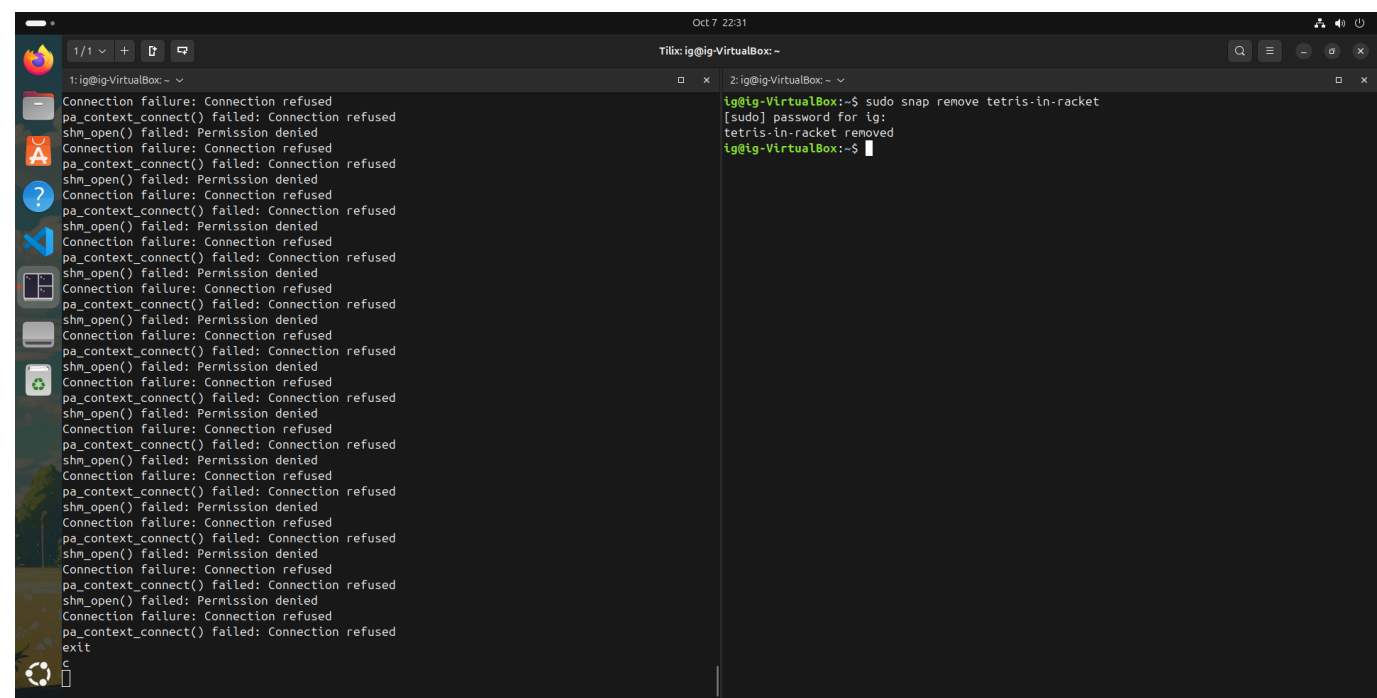 Oct 7 22:31
1/1
Tilix: ig@ig-VirtualBox: ~
1: ig@ig-VirtualBox: ~
Connection failure: Connection refused
pa_context_connect() failed: Connection refused
shm_open() failed: Permission denied
Connection failure: Connection refused
pa_context_connect() failed: Connection refused
shm_open() failed: Permission denied
Connection failure: Connection refused
pa_context_connect() failed: Connection refused
shm_open() failed: Permission denied
Connection failure: Connection refused
pa_context_connect() failed: Connection refused
shm_open() failed: Permission denied
Connection failure: Connection refused
pa_context_connect() failed: Connection refused
shm_open() failed: Permission denied
Connection failure: Connection refused
pa_context_connect() failed: Connection refused
shm_open() failed: Permission denied
Connection failure: Connection refused
pa_context_connect() failed: Connection refused
shm_open() failed: Permission denied
Connection failure: Connection refused
pa_context_connect() failed: Connection refused
shm_open() failed: Permission denied
Connection failure: Connection refused
pa_context_connect() failed: Connection refused
shm_open() failed: Permission denied
Connection failure: Connection refused
pa_context_connect() failed: Connection refused
shm_open() failed: Permission denied
Connection failure: Connection refused
pa_context_connect() failed: Connection refused
shm_open() failed: Permission denied
Connection failure: Connection refused
pa_context_connect() failed: Connection refused
exit
c
2: ig@ig-VirtualBox: ~
ig@ig-VirtualBox:~$ sudo snap remove tetris-in-racket
[sudo] password for ig:
tetris-in-racket removed
ig@ig-VirtualBox:~$